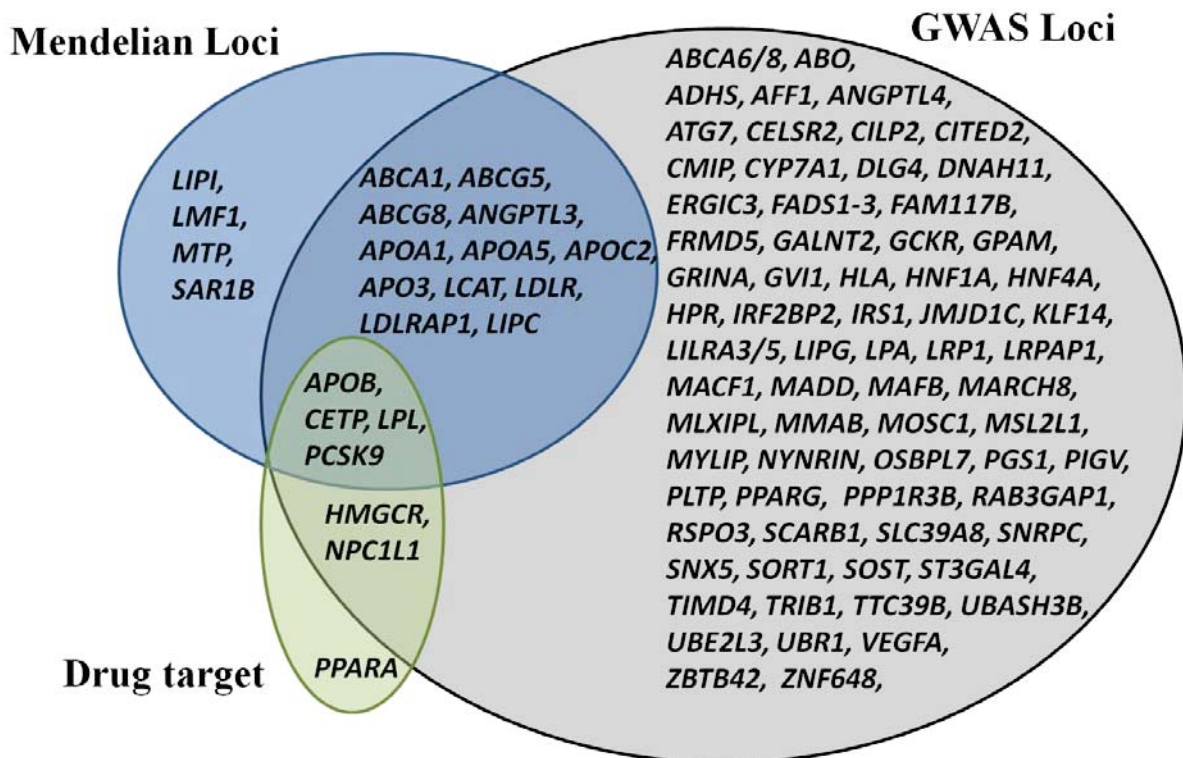 Mendelian Loci
GWAS Loci
LIPI,
LMF1,
MTP,
SAR1B
ABCA1, ABCG5,
ABCG8, ANGPTL3,
APOA1, APOA5, APOC2,
APO3, LCAT, LDLR,
LDLRAP1, LIPC
APOB,
CETP, LPL,
PCSK9
HMGCR,
NPC1L1
PPARA
Drug target
ABCA6/8, ABO,
ADHS, AFF1, ANGPTL4,
ATG7, CELSR2, CILP2, CITED2,
CMIP, CYP7A1, DLG4, DNAH11,
ERGIC3, FADS1-3, FAM117B,
FRMD5, GALNT2, GCKR, GPAM,
GRINA, GVI1, HLA, HNF1A, HNF4A,
HPR, IRF2BP2, IRS1, JMJD1C, KLF14,
LILRA3/5, LIPG, LPA, LRP1, LRPAP1,
MACF1, MADD, MAFB, MARCH8,
MLXIPL, MMAB, MOSC1, MSL2L1,
MYLIP, NYNRIN, OSBPL7, PGS1, PIGV,
PLTP, PPARG, PPP1R3B, RAB3GAP1,
RSPO3, SCARB1, SLC39A8, SNRPC,
SNX5, SORT1, SOST, ST3GAL4,
TIMD4, TRIB1, TTC39B, UBASH3B,
UBE2L3, UBR1, VEGFA,
ZBTB42, ZNF648,